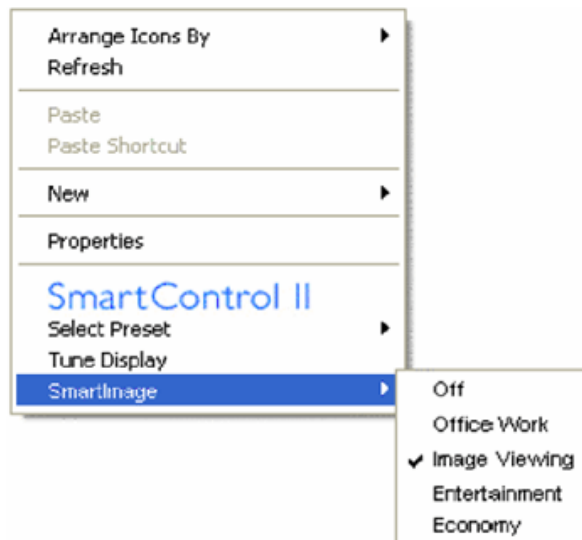 Arrange Icons By
Refresh
Paste
Paste Shortcut
New
Properties
SmartControl II
Select Preset
Tune Display
SmartImage
Off
Office Work
Image Viewing
Entertainment
Economy